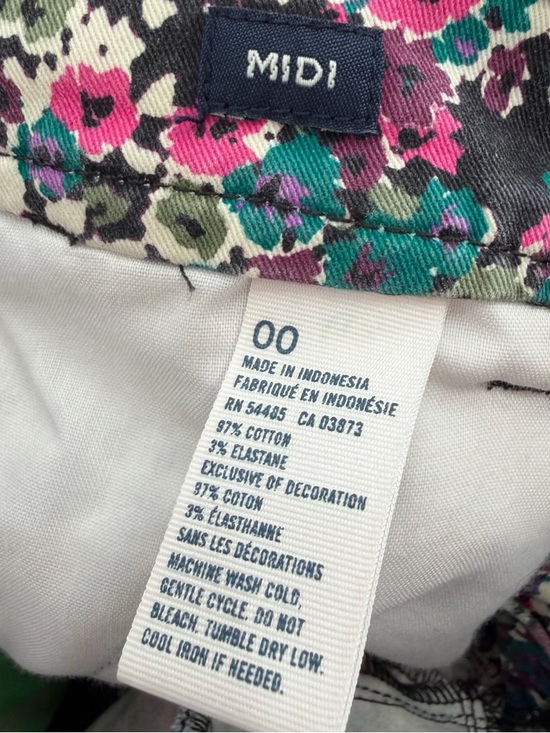 MIDI
00
MADE IN INDONESIA
FABRIQUÉ EN INDONÉSIE
RN 54485 CA 03873
97% COTTON
3% ELASTANE
EXCLUSIVE OF DECORATION
97% COTON
3% ÉLASTHANNE
SANS LES DÉCORATIONS
MACHINE WASH COLD,
GENTLE CYCLE. DO NOT
BLEACH. TUMBLE DRY LOW.
COOL IRON IF NEEDED.